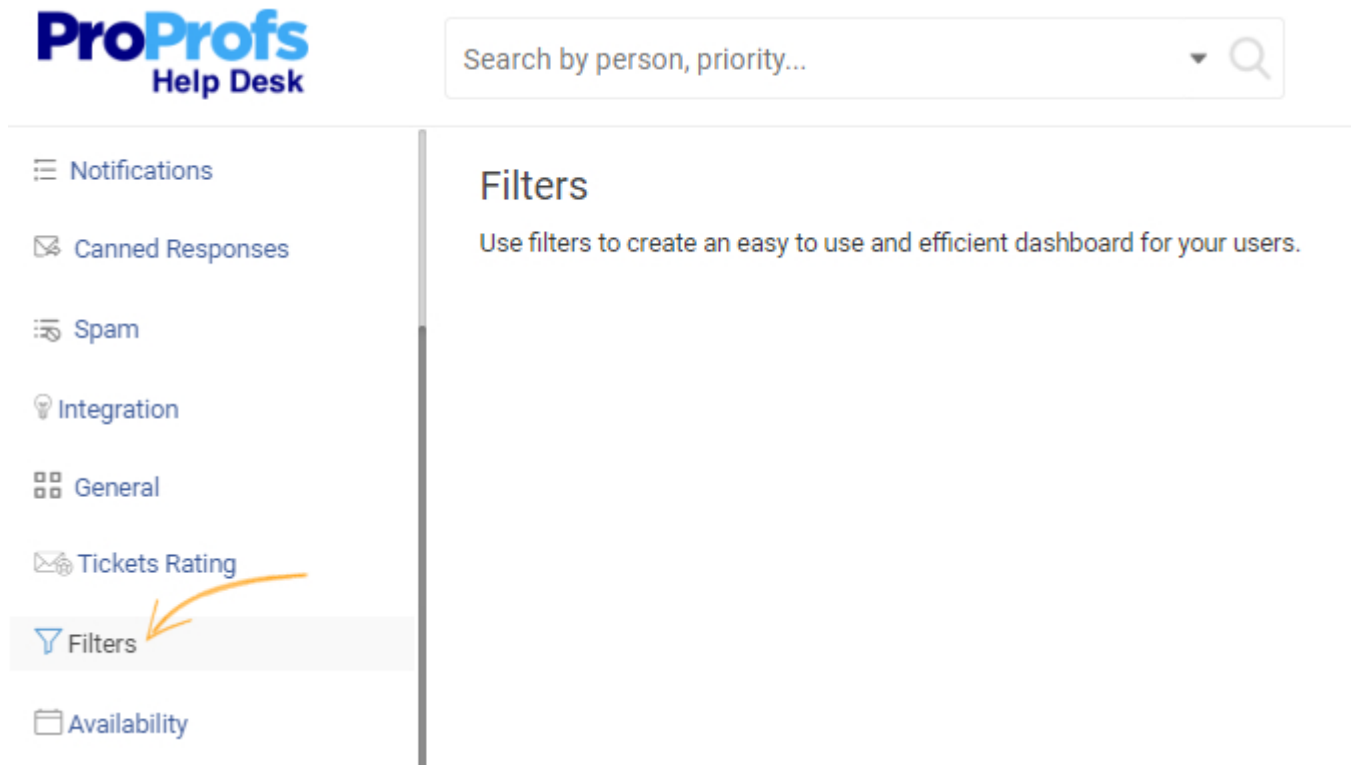 ProProfs
Help Desk
Search by person, priority...
Notifications
Canned Responses
Spam
Integration
General
Tickets Rating
Filters
Availability
Filters
Use filters to create an easy to use and efficient dashboard for your users.